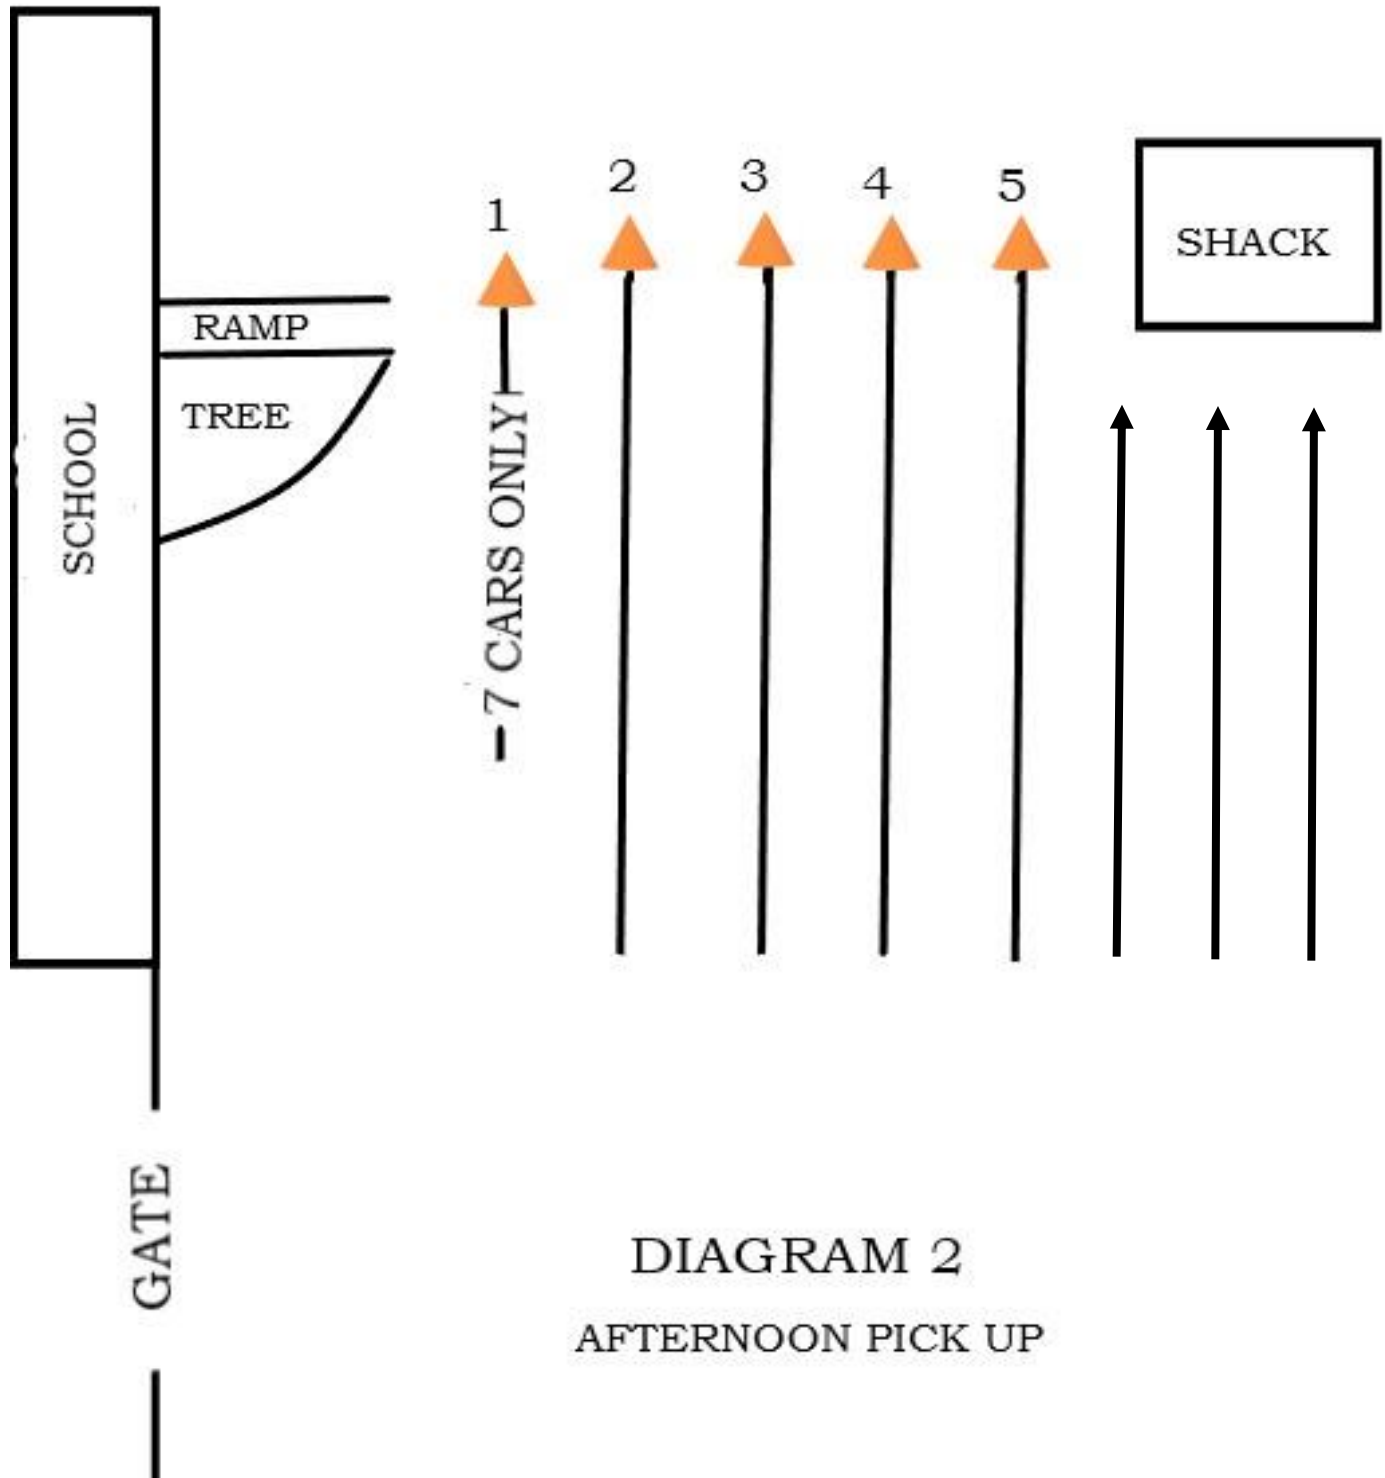 1
2
3
4
5
SHACK
RAMP
TREE
SCHOOL
7 CARS ONLY
GATE
DIAGRAM 2
AFTERNOON PICK UP